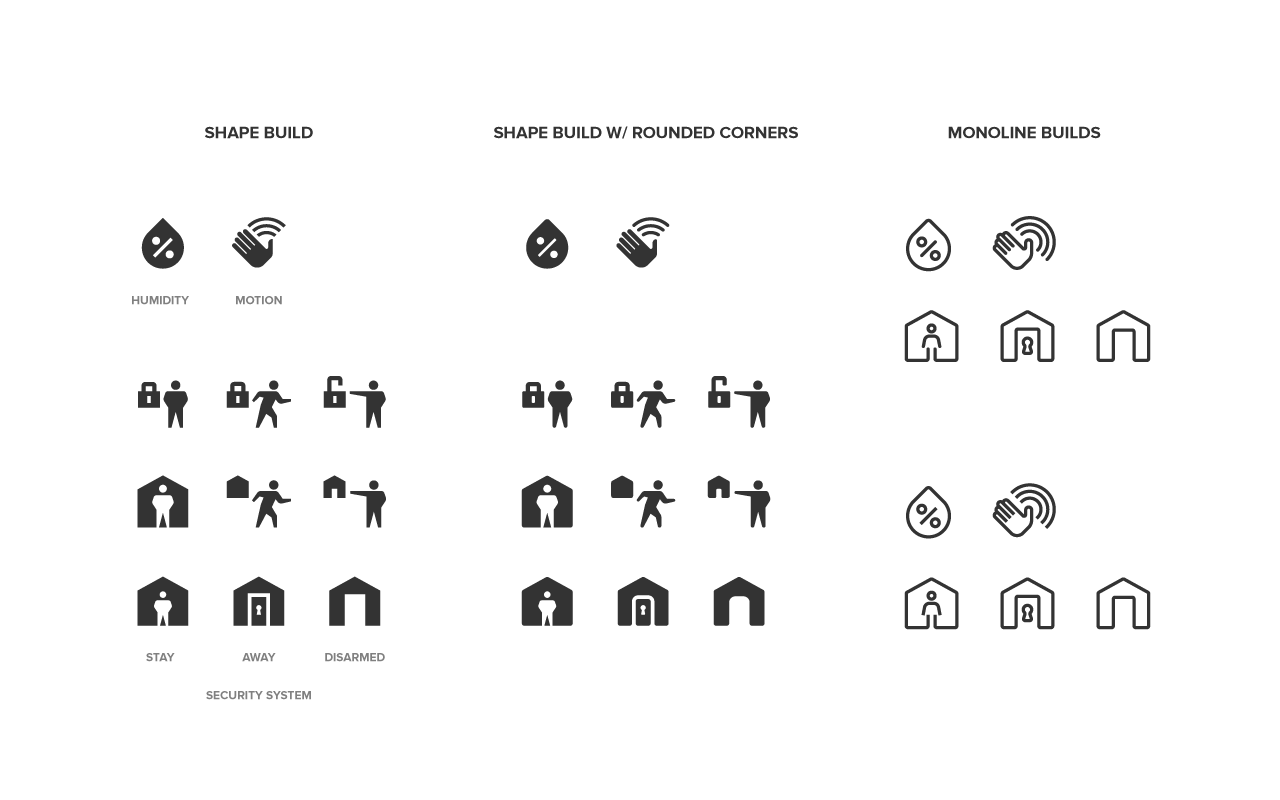 SHAPE BUILD
SHAPE BUILD W/ ROUNDED CORNERS
MONOLINE BUILDS
HUMIDITY
MOTION
STAY
AWAY
DISARMED
SECURITY SYSTEM